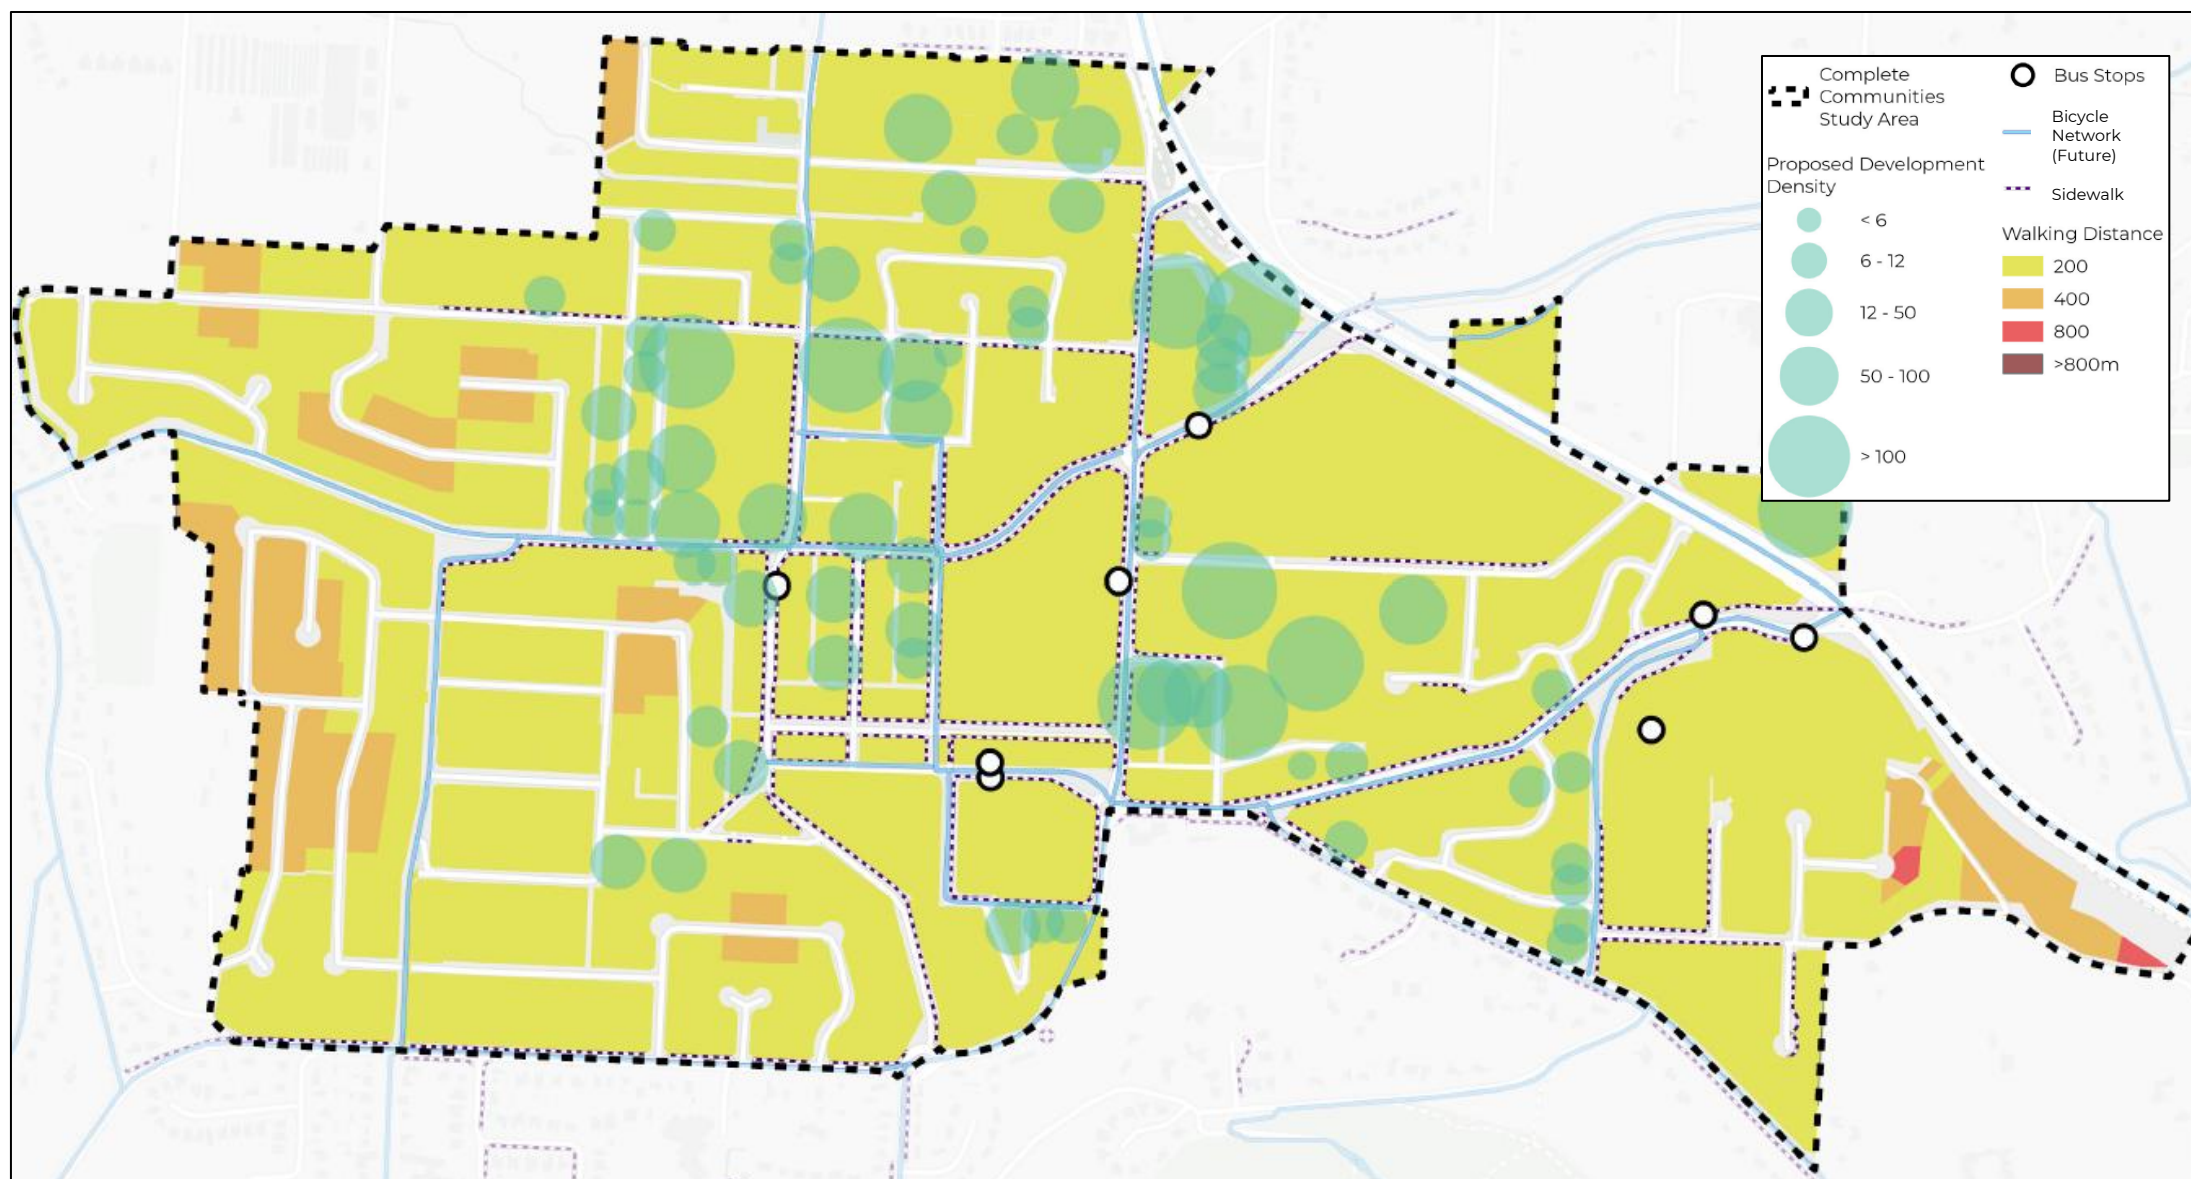 Complete
Communities
Study Area
Proposed Development
Density
< 6
6 - 12
12 - 50
50 - 100
> 100
Bus Stops
Bicycle
Network
(Future)
Sidewalk
Walking Distance
200
400
800
>800m